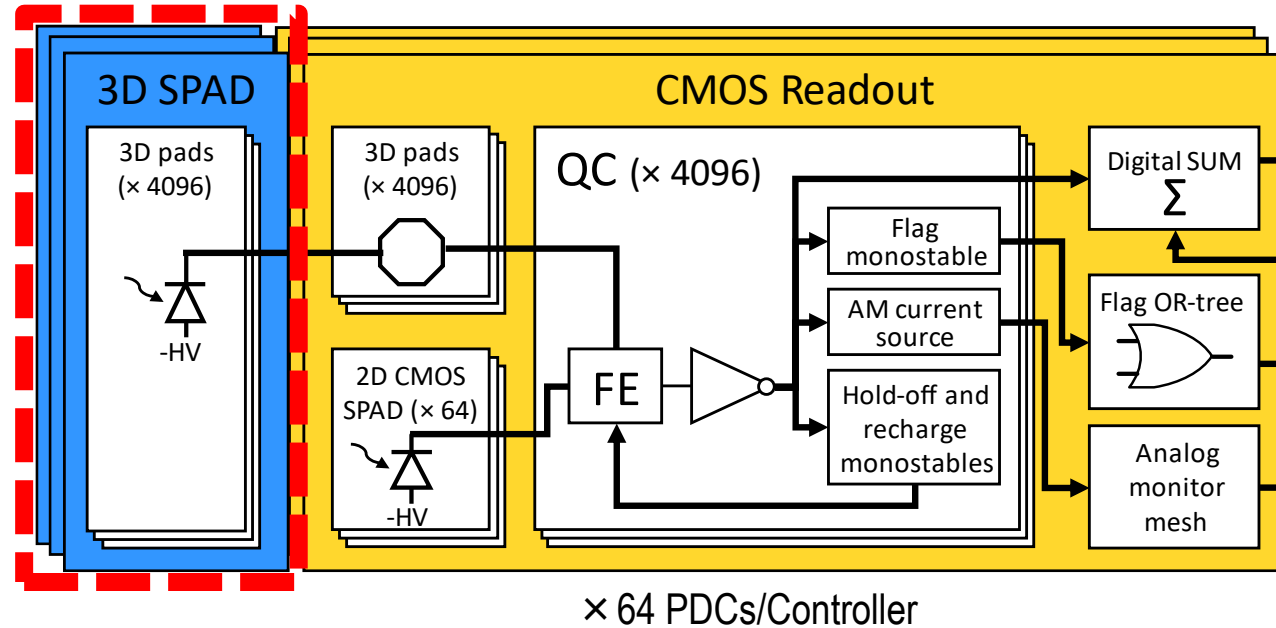 3D SPAD
3D pads
(× 4096)
-HV
CMOS Readout
3D pads
(× 4096)
2D CMOS
SPAD (× 64)
-HV
QC (× 4096)
FE
Flag
monostable
AM current
source
Hold-off and
recharge
monostables
Digital SUM
Σ
Flag OR-tree
Analog
monitor
mesh
× 64 PDCs/Controller